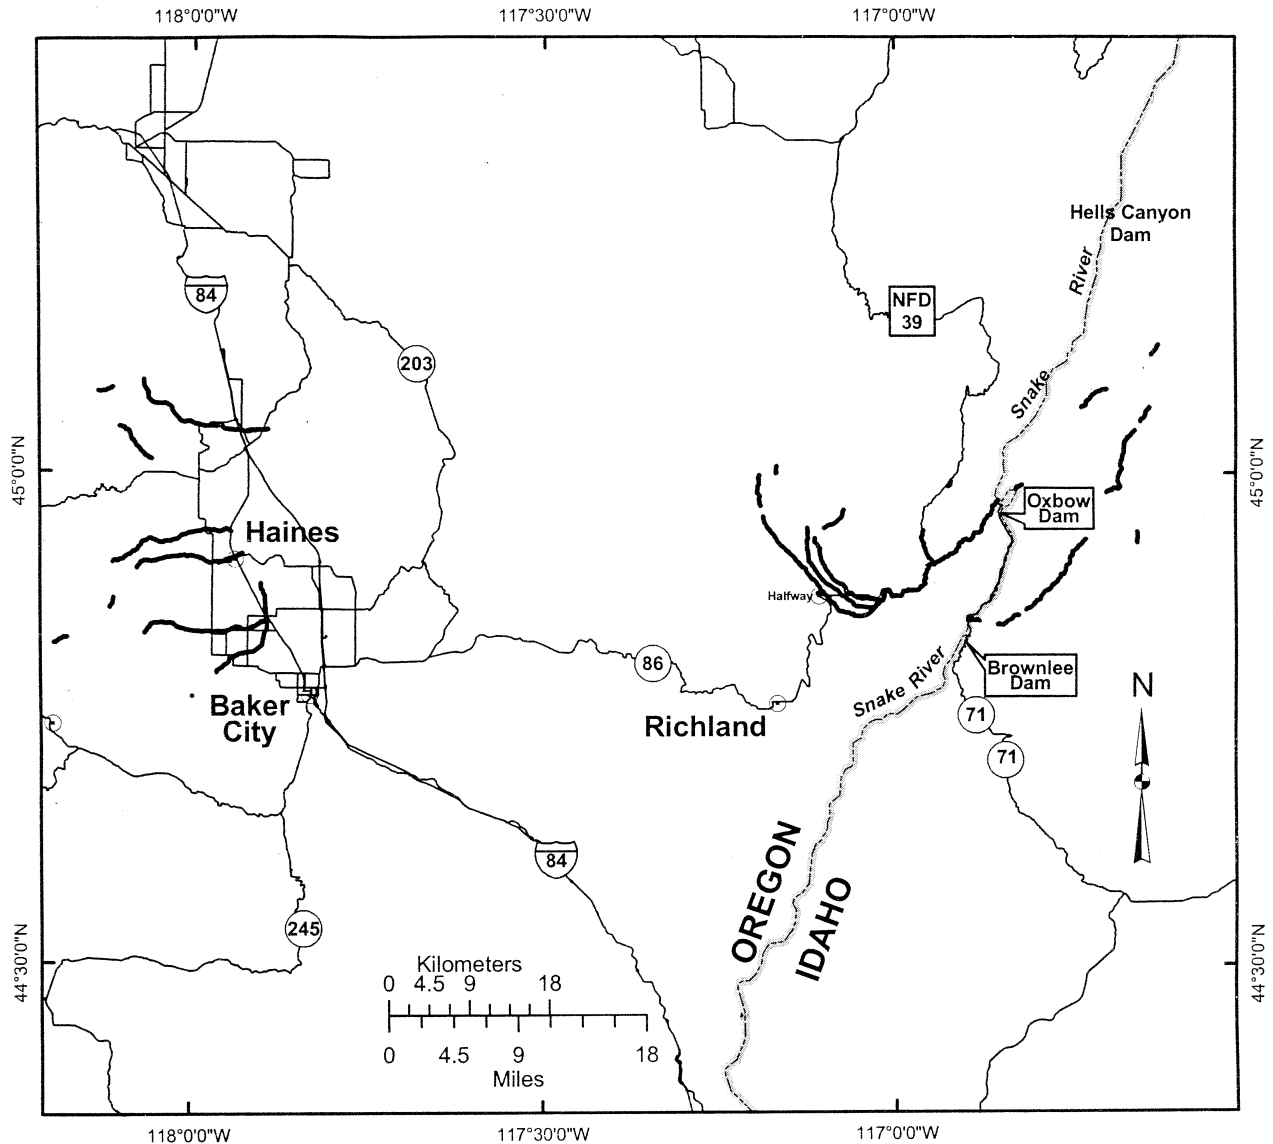 118°0'0"W
117°30'0"W
117°0'0"W
Hells Canyon
Dam
River
84
NFD
39
203
Snake
45°0'0"N
45°0'0"N
Oxbow
Dam
Haines
Halfway
86
Snake River
Brownlee
Dam
N
Baker
City
Richland
71
71
OREGON
IDAHO
84
245
44°30'0"N
44°30'0"N
Kilometers
0 4.5 9 18
0 4.5 9 18
Miles
118°0'0"W
117°30'0"W
117°0'0"W